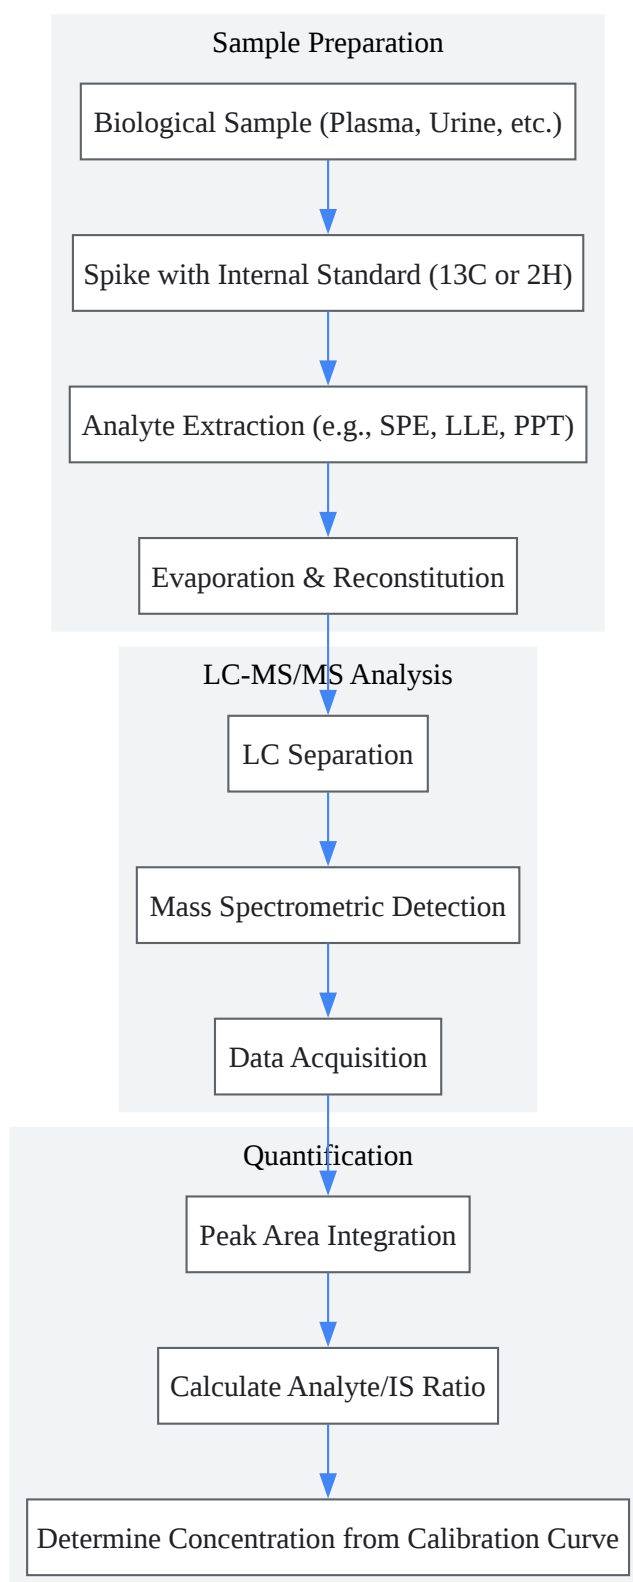 Sample Preparation
Biological Sample (Plasma, Urine, etc.)
Spike with Internal Standard (13C or 2H)
Analyte Extraction (e.g., SPE, LLE, PPT)
Evaporation & Reconstitution
LC-MS/MS Analysis
LC Separation
Mass Spectrometric Detection
Data Acquisition
Quantification
Peak Area Integration
Calculate Analyte/IS Ratio
Determine Concentration from Calibration Curve